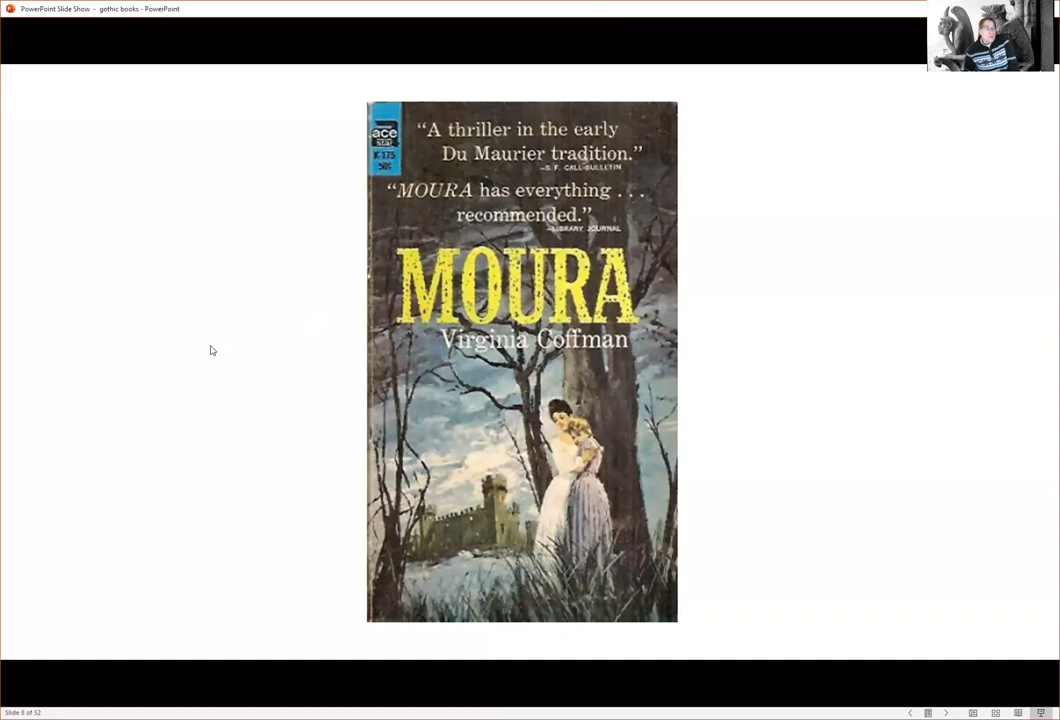 PowerPoint Slide Show - gothic books - PowerPoint
ace
star
K-175
50¢
“A thriller in the early
Du Maurier tradition.”
—S. F. CALL-BULLETIN
“MOURA has everything . . .
recommended.”
—LIBRARY JOURNAL
MOURA
Virginia Coffman
Slide 8 of 52